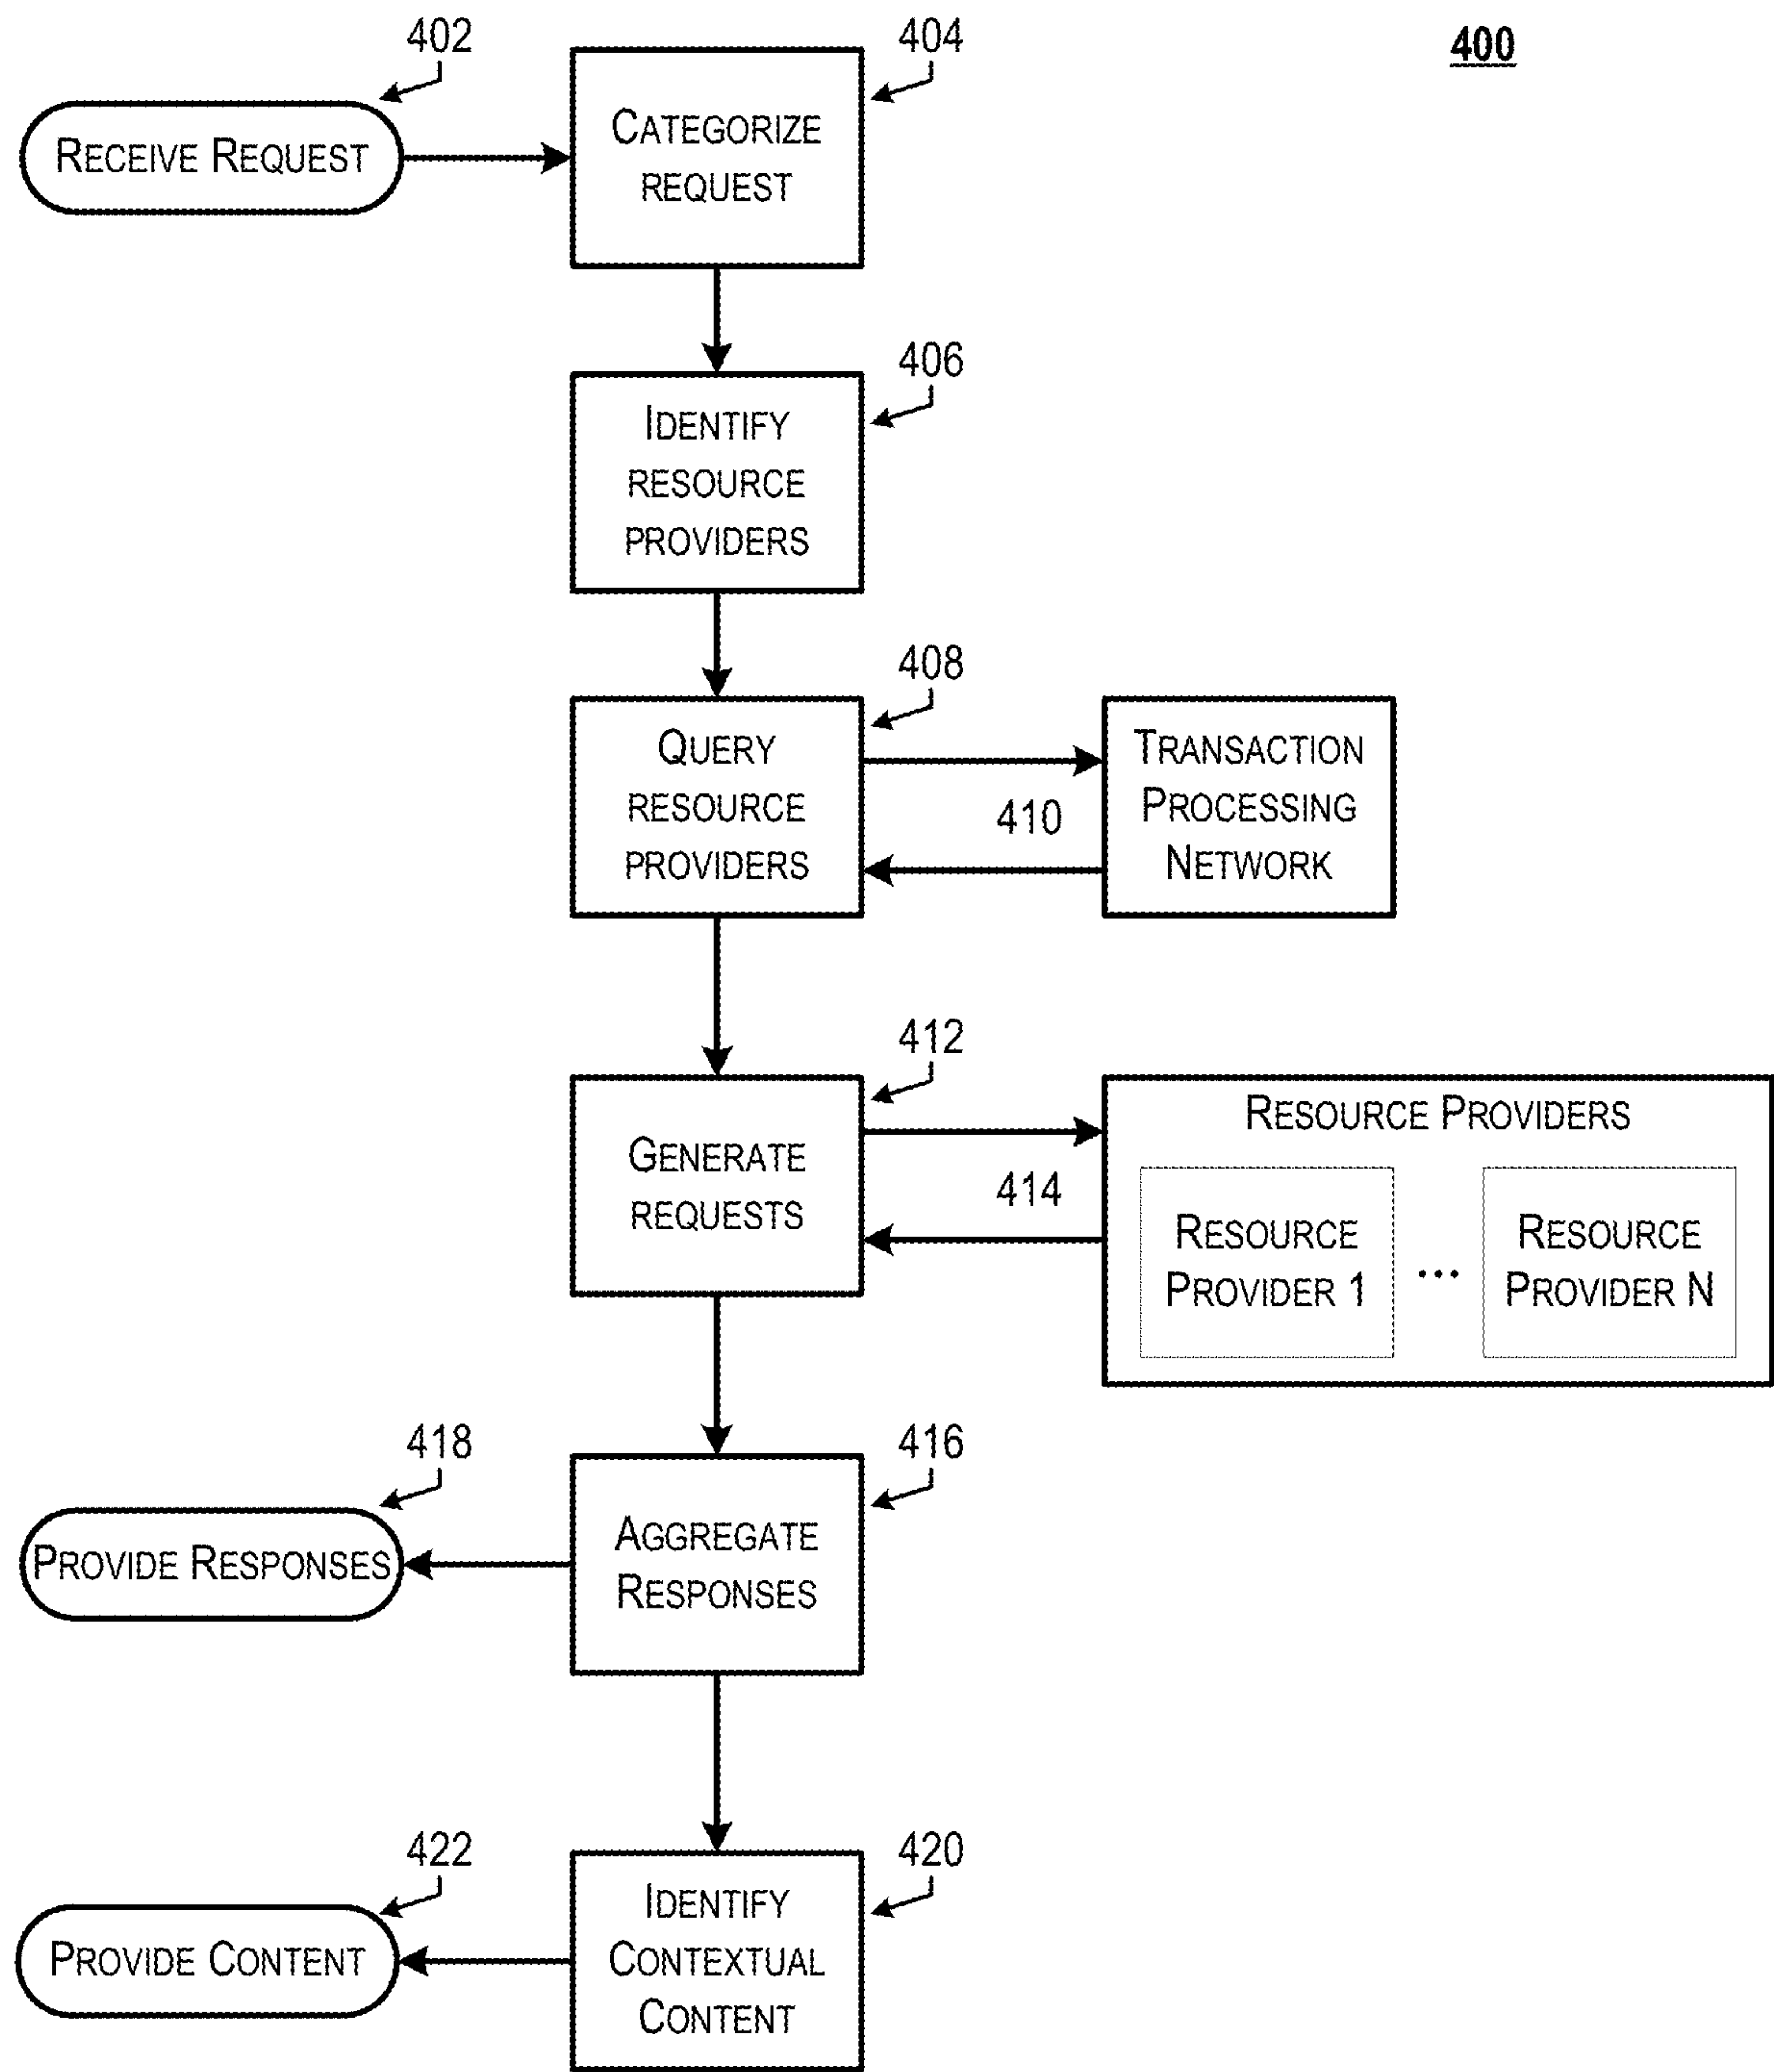 402
404
400
RECEIVE REQUEST
CATEGORIZE
REQUEST
406
IDENTIFY
RESOURCE
PROVIDERS
408
QUERY
RESOURCE
PROVIDERS
410
TRANSACTION
PROCESSING
NETWORK
412
GENERATE
REQUESTS
414
RESOURCE PROVIDERS
RESOURCE
PROVIDER 1
...
RESOURCE
PROVIDER N
418
416
PROVIDE RESPONSES
AGGREGATE
RESPONSES
422
420
PROVIDE CONTENT
IDENTIFY
CONTEXTUAL
CONTENT